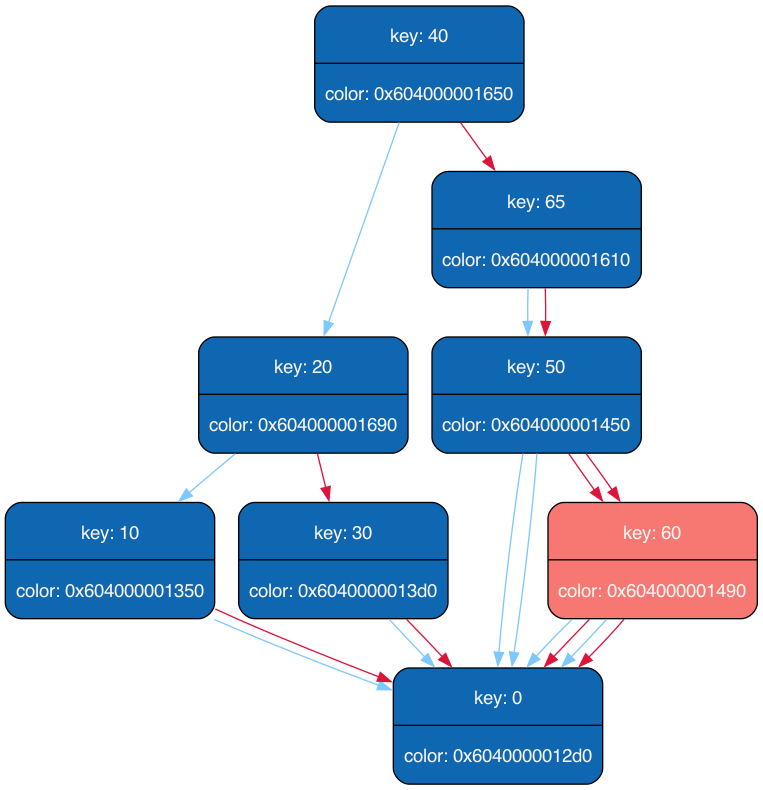 key: 40
color: 0x604000001650
key: 65
color: 0x604000001610
key: 20
color: 0x604000001690
key: 50
color: 0x604000001450
key: 10
color: 0x604000001350
key: 30
color: 0x6040000013d0
key: 60
color: 0x604000001490
key: 0
color: 0x6040000012d0